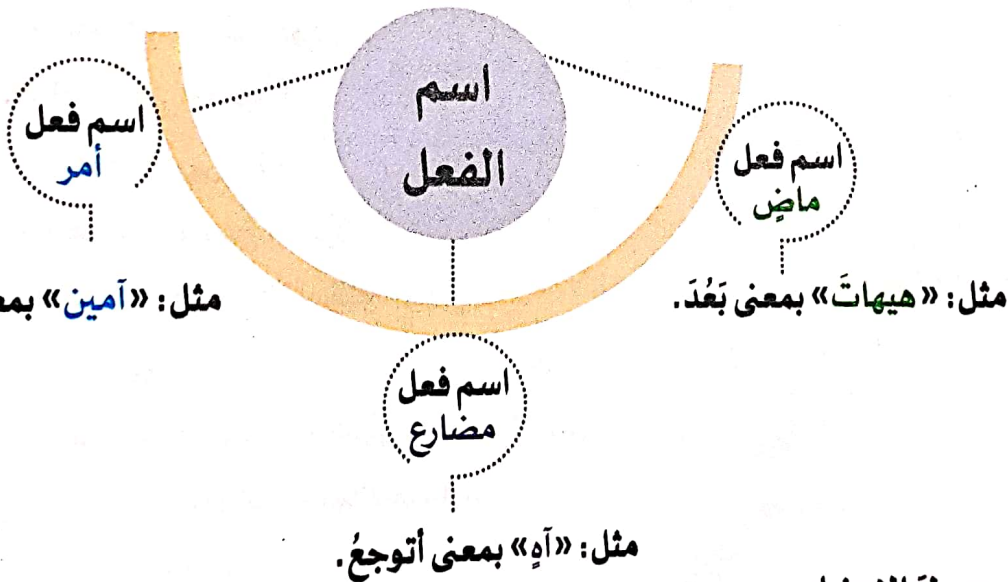 اسم
الفعل
اسم فعل
ماضٍ
مثل: «هيهاتَ» بمعنى بَعُدَ.
اسم فعل
مضارع
مثل: «آهٍ» بمعنى أتوجعُ.
اسم فعل
أمر
مثل: «آمين»